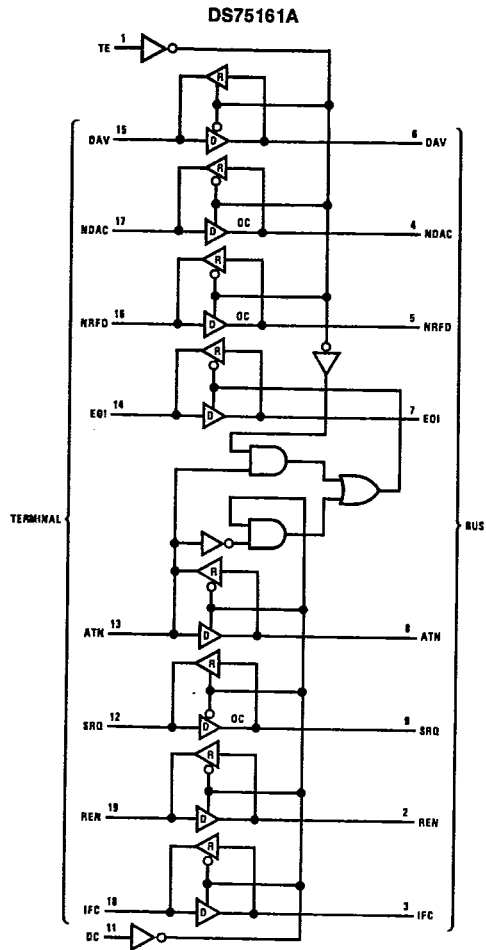 DS75161A
TE 1
R
DAV 15 D 6 DAV
R
NDAC 17 D OC 4 NDAC
R
NRFD 16 D OC 5 NRFD
R
EOI 14 D 7 EOI
TERMINAL BUS
R
ATN 13 D 8 ATN
R
SRQ 12 D OC 9 SRQ
R
REN 19 D 2 REN
R
IFC 18 D 3 IFC
DC 11